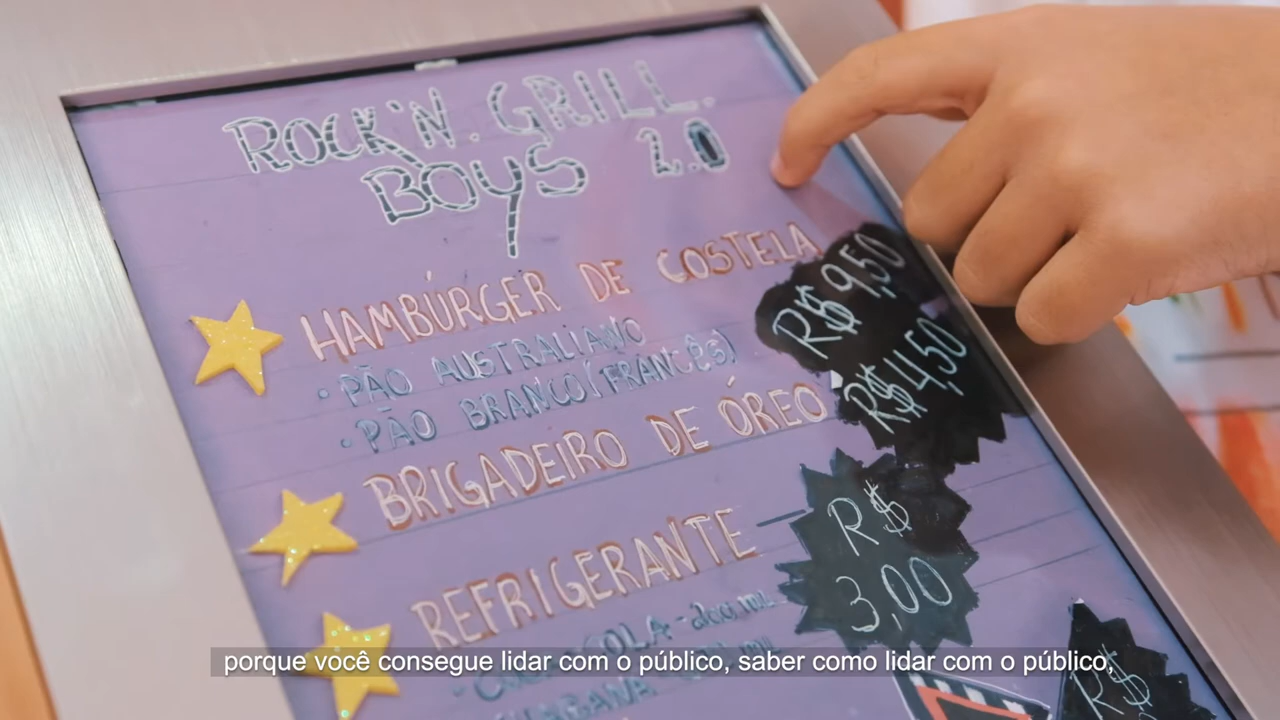 ROCK'N. GRILL.
BOYS 2.0
HAMBÚRGER DE COSTELA R$ 9,50
· PÃO AUSTRALIANO
· PÃO BRANCO (FRANCÊS)
BRIGADEIRO DE ÓREO R$ 4,50
REFRIGERANTE — R$ 3,00
R$
porque você consegue lidar com o público, saber como lidar com o público,